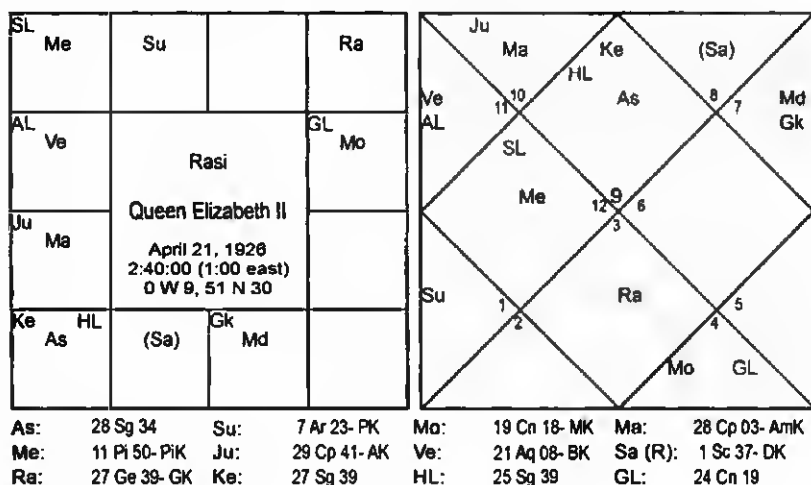 SL
Me Su Ra
AL GL
Ve Mo
Rasi
Queen Elizabeth II
April 21, 1926
2:40:00 (1:00 east)
0 W 9, 51 N 30
Ju
Ma
Ke HL Gk
As (Sa) Md
Ju
Ma Ke (Sa)
HL
Ve As Md
AL Gk
10 8
11 7
SL
Me 9
12 6
3
Su Ra
1 5
2 4
Mo GL
As: 28 Sg 34 Su: 7 Ar 23- PK Mo: 19 Cn 18- MK Ma: 28 Cp 03- AmK
Me: 11 Pi 50- PiK Ju: 29 Cp 41- AK Ve: 21 Aq 08- BK Sa (R): 1 Sc 37- DK
Ra: 27 Ge 39- GK Ke: 27 Sg 39 HL: 25 Sg 39 GL: 24 Cn 19